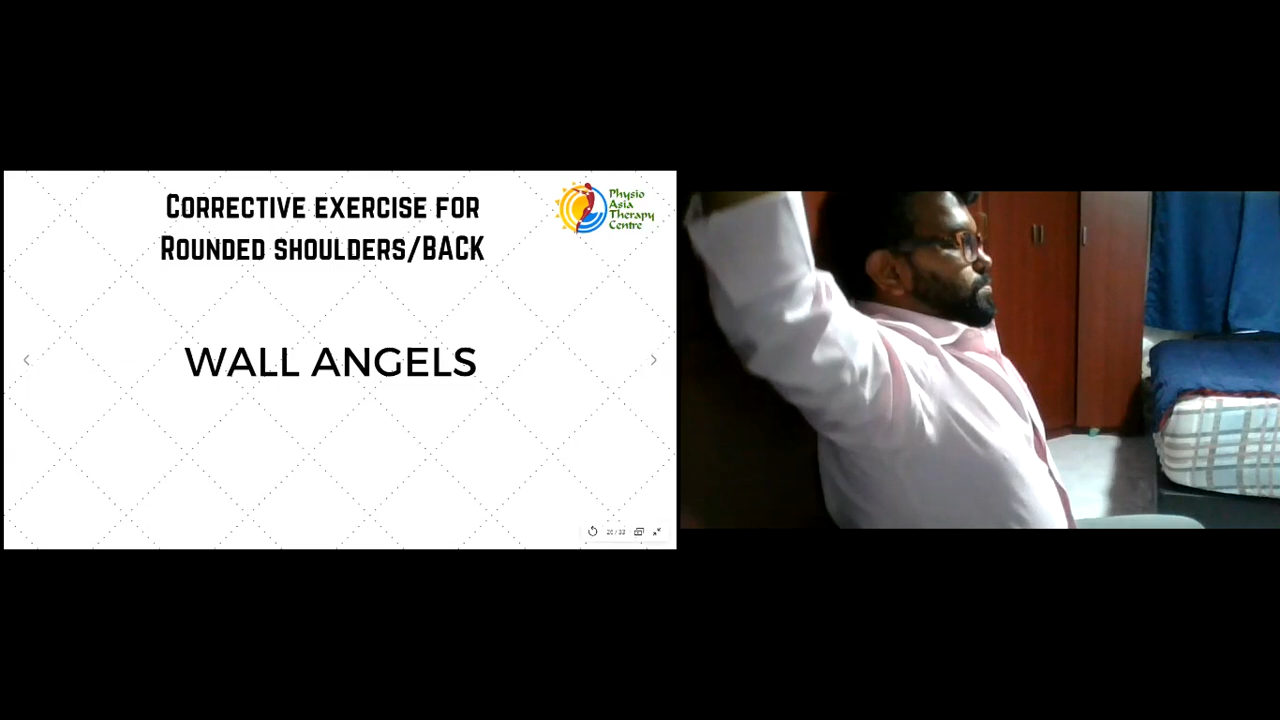 CORRECTIVE EXERCISE FOR
ROUNDED SHOULDERS/BACK
Physio
Asia
Therapy
Centre
WALL ANGELS